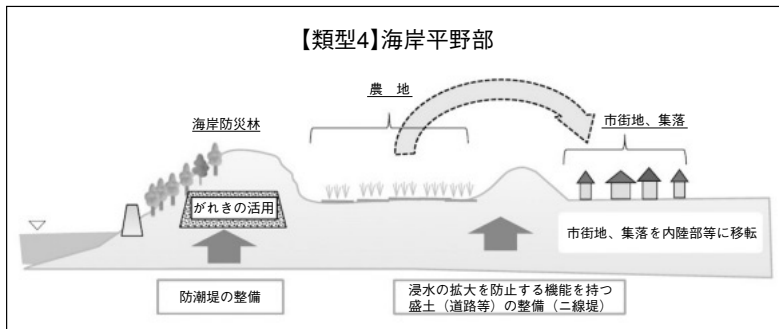 【類型4】海岸平野部
農　地
海岸防災林
市街地、集落
がれきの活用
市街地、集落を内陸部等に移転
防潮堤の整備
浸水の拡大を防止する機能を持つ
盛土（道路等）の整備（二線堤）